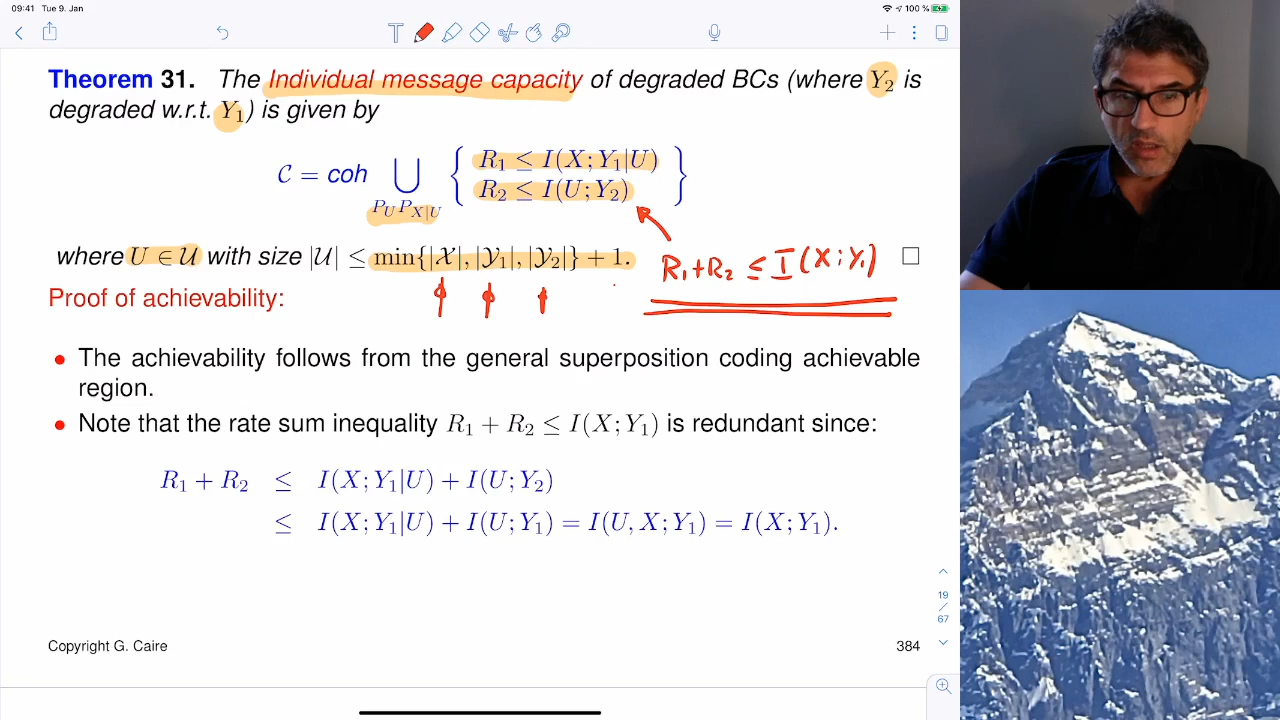 09:41 Tue 9. Jan
100 %
Theorem 31. The Individual message capacity of degraded BCs (where Y₂ is
degraded w.r.t. Y₁) is given by
C = coh ⋃_{P_U P_{X|U}} { R₁ ≤ I(X; Y₁|U)
R₂ ≤ I(U; Y₂) }
where U ∈ 𝒰 with size |𝒰| ≤ min{|𝒳|, |𝒴₁|, |𝒴₂|} + 1. □
R₁+R₂ ≤ I(X;Y₁)
Proof of achievability:
• The achievability follows from the general superposition coding achievable
region.
• Note that the rate sum inequality R₁ + R₂ ≤ I(X; Y₁) is redundant since:
R₁ + R₂ ≤ I(X; Y₁|U) + I(U; Y₂)
≤ I(X; Y₁|U) + I(U; Y₁) = I(U, X; Y₁) = I(X; Y₁).
19
/
67
Copyright G. Caire 384